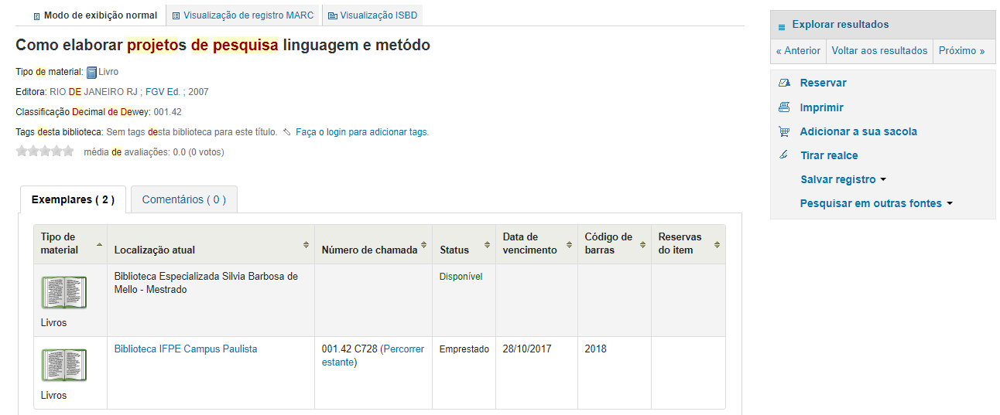 Modo de exibição normal
Visualização de registro MARC
Visualização ISBD
Como elaborar projetos de pesquisa linguagem e metódo
Tipo de material: Livro
Editora: RIO DE JANEIRO RJ ; FGV Ed. ; 2007
Classificação Decimal de Dewey: 001.42
Tags desta biblioteca: Sem tags desta biblioteca para este título. Faça o login para adicionar tags.
média de avaliações: 0.0 (0 votos)
Exemplares ( 2 )
Comentários ( 0 )
Tipo de
material
Localização atual
Número de chamada
Status
Data de
vencimento
Código de
barras
Reservas
do item
Livros
Biblioteca Especializada Silvia Barbosa de
Mello - Mestrado
Disponível
Livros
Biblioteca IFPE Campus Paulista
001.42 C728 (Percorrer
estante)
Emprestado
28/10/2017
2018
Explorar resultados
« Anterior
Voltar aos resultados
Próximo »
Reservar
Imprimir
Adicionar a sua sacola
Tirar realce
Salvar registro
Pesquisar em outras fontes